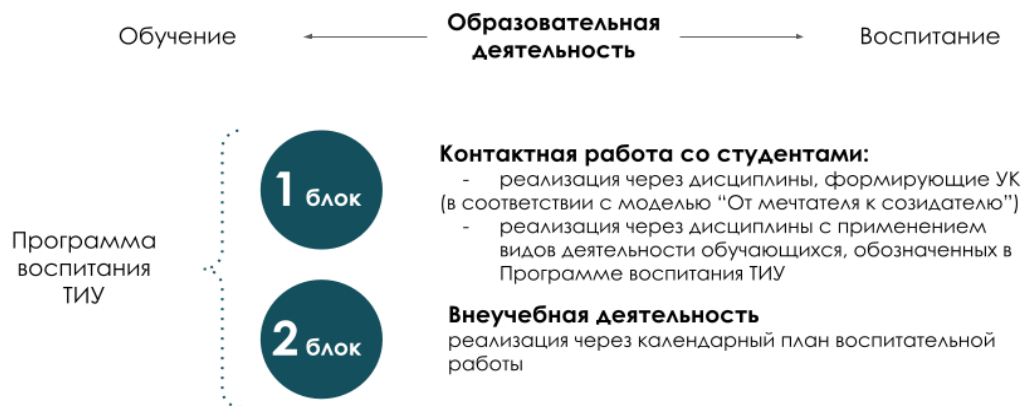 Обучение
Образовательная
деятельность
Воспитание
Программа
воспитания
ТИУ
1 блок
Контактная работа со студентами:
- реализация через дисциплины, формирующие УК
(в соответствии с моделью “От мечтателя к созидателю”)
- реализация через дисциплины с применением
видов деятельности обучающихся, обозначенных в
Программе воспитания ТИУ
2 блок
Внеучебная деятельность
реализация через календарный план воспитательной
работы